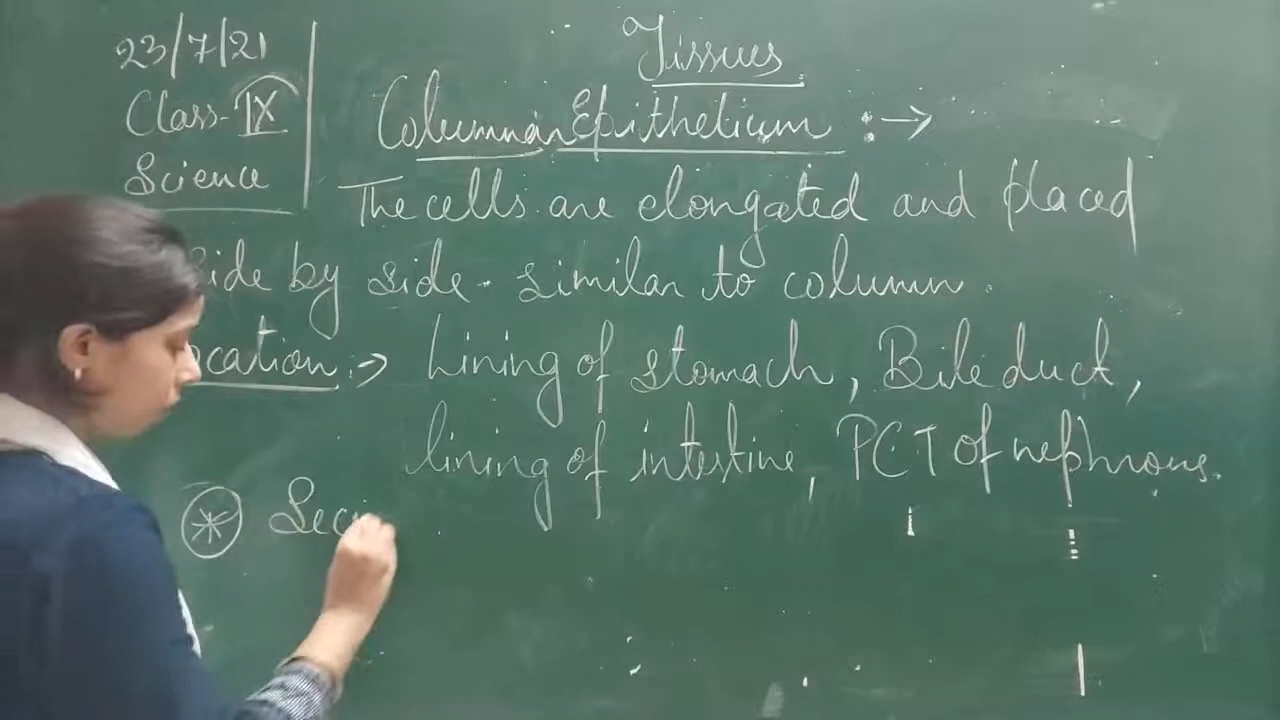 23/7/21
Class-IX
Science
Tissues
Columnar Epithelium :→
The cells are elongated and placed
side by side. similar to column.
Location :→ Lining of stomach, Bile duct,
lining of intestine, PCT of nephrons.